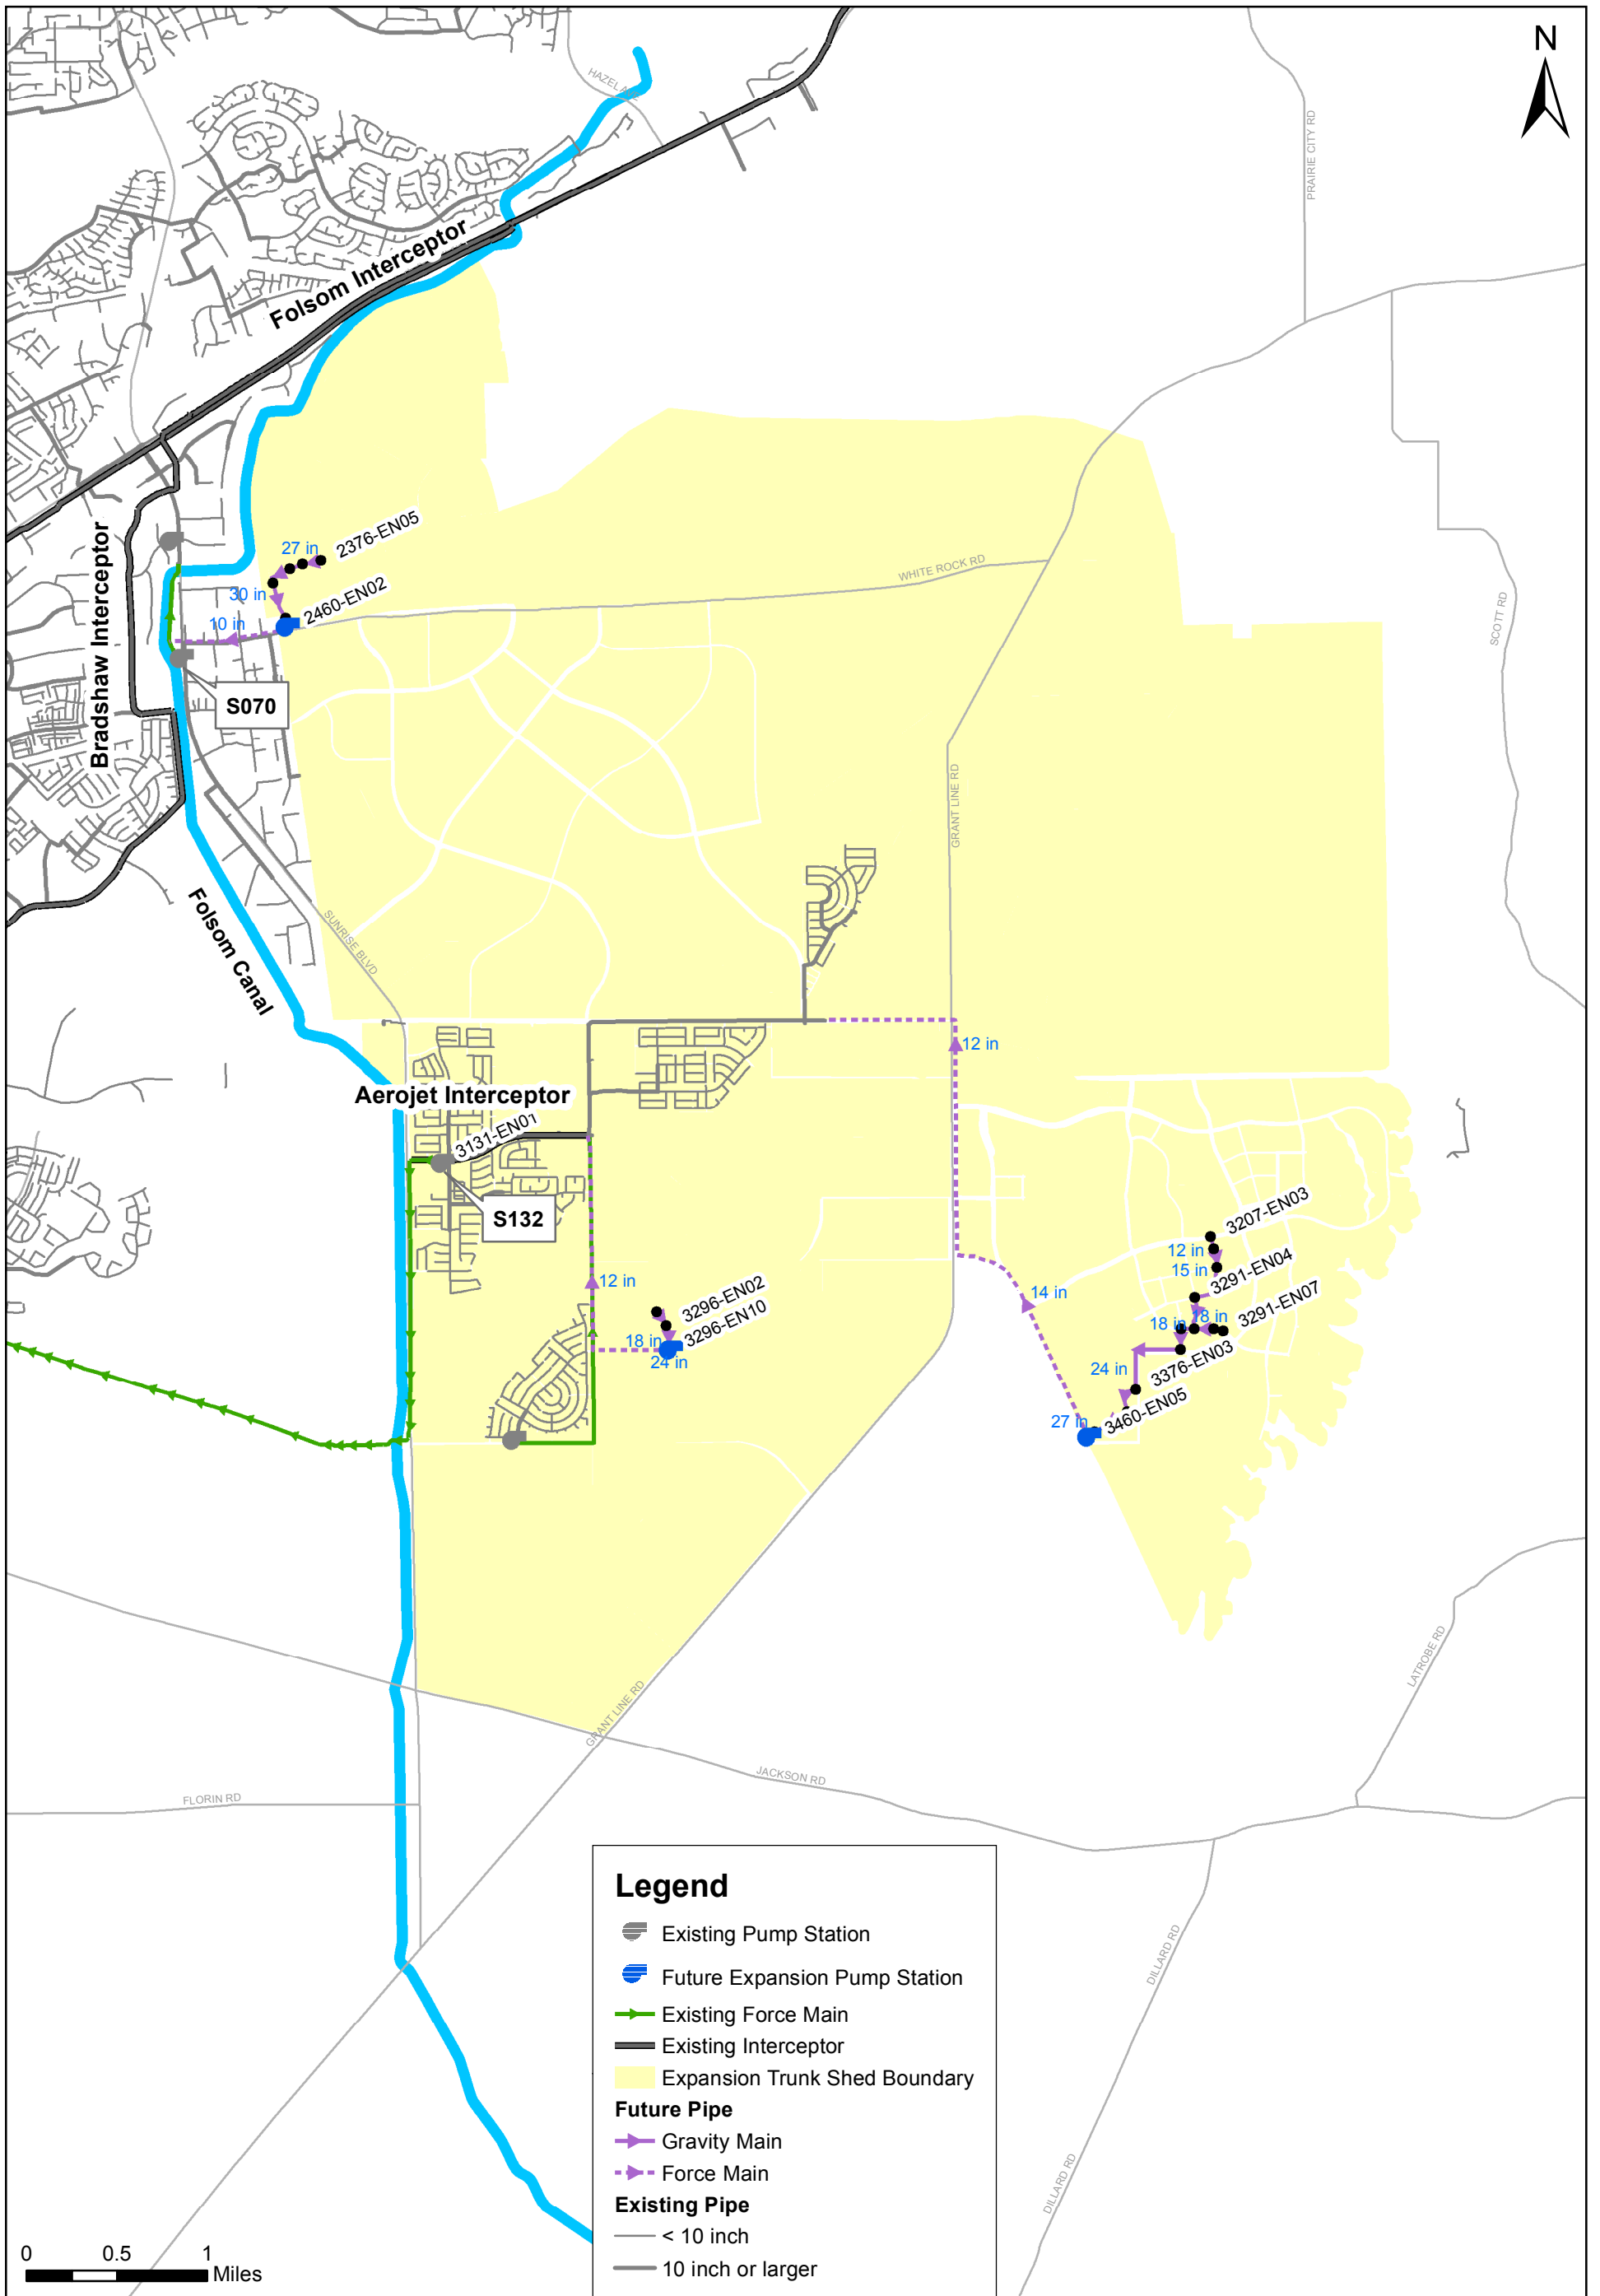 N
HAZEL AVE
PRAIRIE CITY RD
Folsom Interceptor
SCOTT RD
2376-EN05
27 in
WHITE ROCK RD
30 in
2460-EN02
10 in
Bradshaw Interceptor
S070
GRANT LINE RD
Folsom Canal
SUNRISE BLVD
12 in
Aerojet Interceptor
3131-EN01
S132
3207-EN03
12 in
15 in
3291-EN04
12 in
14 in
3296-EN02
3291-EN07
18 in
18 in
3296-EN10
18 in
24 in
3376-EN03
24 in
27 in
3460-EN05
LATROBE RD
GRANT LINE RD
JACKSON RD
FLORIN RD
Legend
Existing Pump Station
Future Expansion Pump Station
Existing Force Main
Existing Interceptor
Expansion Trunk Shed Boundary
Future Pipe
Gravity Main
Force Main
Existing Pipe
< 10 inch
10 inch or larger
DILLARD RD
DILLARD RD
0 0.5 1
Miles